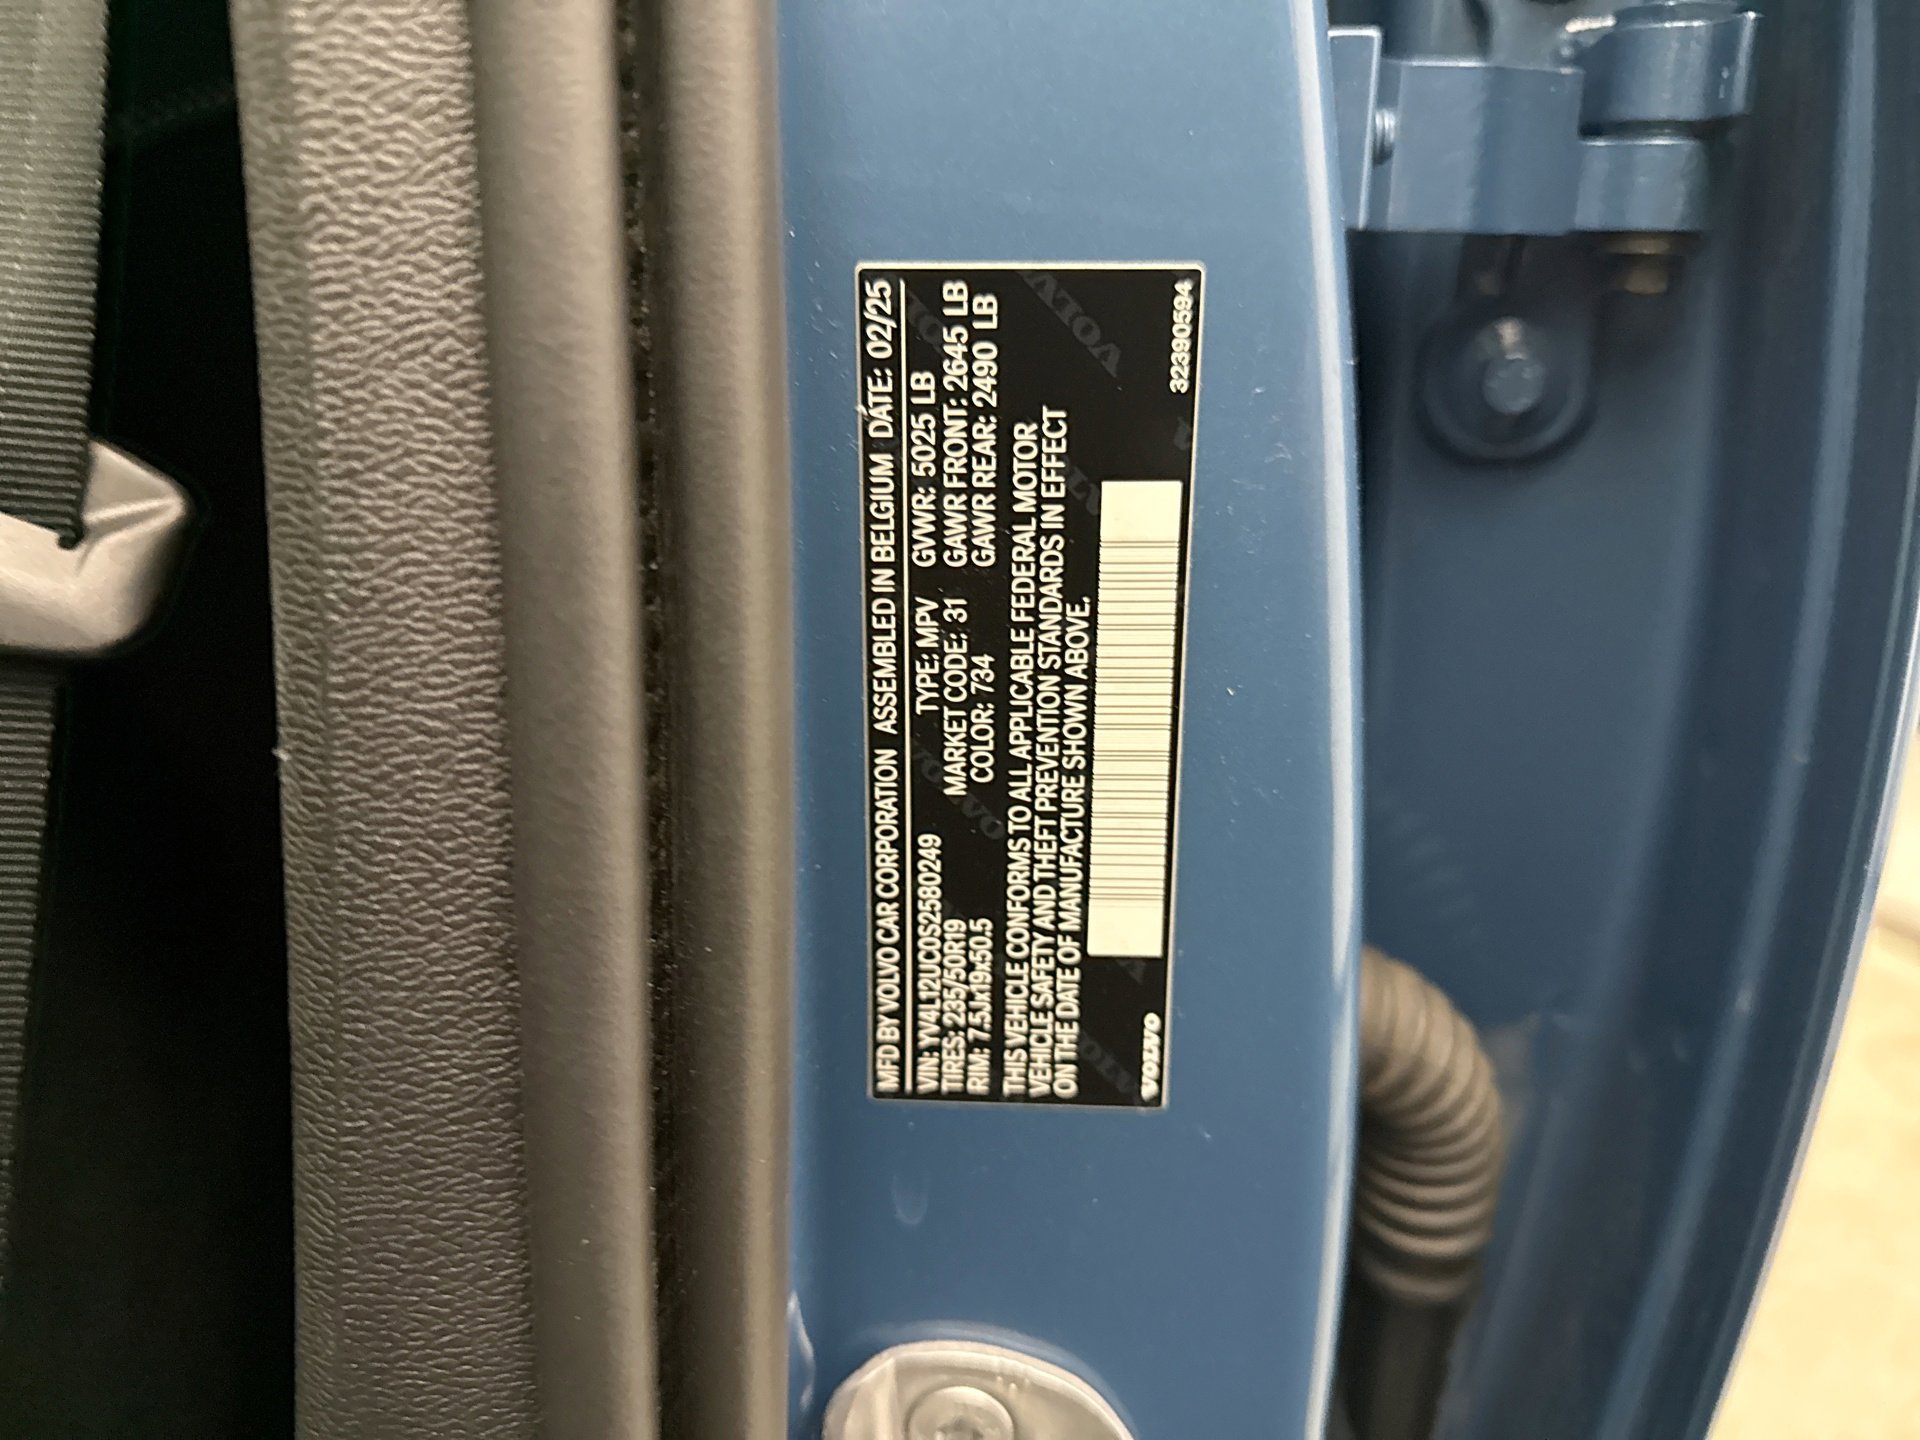 MFD BY VOLVO CAR CORPORATION ASSEMBLED IN BELGIUM DATE: 02/25
VIN: YV4L12UC0S2580249 TYPE: MPV GVWR: 5025 LB
TIRES: 235/50R19 MARKET CODE: 31 GAWR FRONT: 2645 LB
RIM: 7.5Jx19x50.5 COLOR: 734 GAWR REAR: 2490 LB
THIS VEHICLE CONFORMS TO ALL APPLICABLE FEDERAL MOTOR
VEHICLE SAFETY AND THEFT PREVENTION STANDARDS IN EFFECT
ON THE DATE OF MANUFACTURE SHOWN ABOVE.
VOLVO 32390594